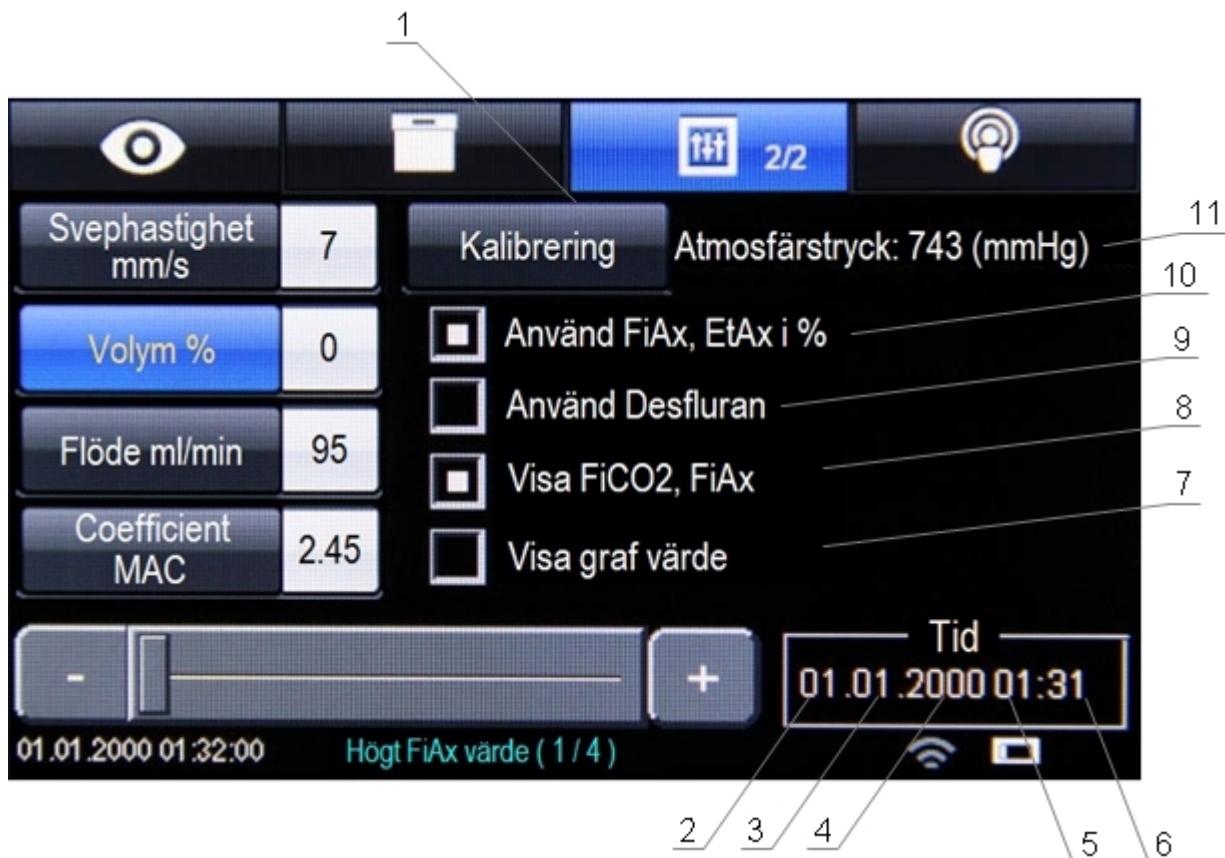 1
2/2
Svephastighet
mm/s
7
Kalibrering
Atmosfärstryck: 743 (mmHg)
11
Volym %
0
Använd FiAx, EtAx i %
10
Använd Desfluran
9
Flöde ml/min
95
Visa FiCO2, FiAx
8
Coefficient
MAC
2.45
Visa graf värde
7
-
+
Tid
01.01.2000 01:31
01.01.2000 01:32:00
Högt FiAx värde ( 1 / 4 )
2
3
4
5
6